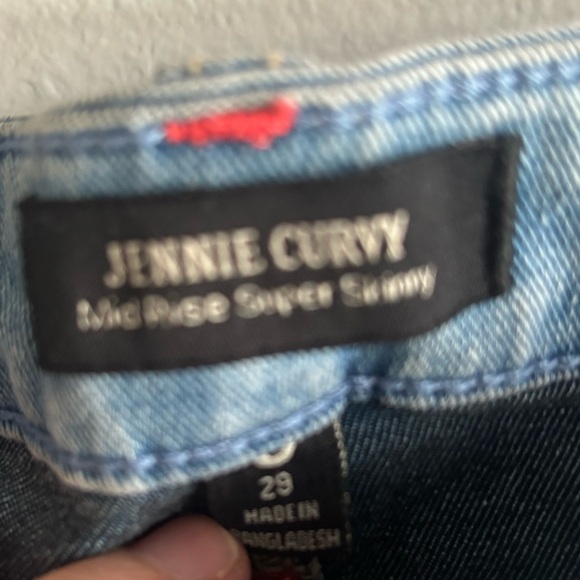 JENNIE CURVY
Mid Rise Super Skinny
29
MADE IN
BANGLADESH